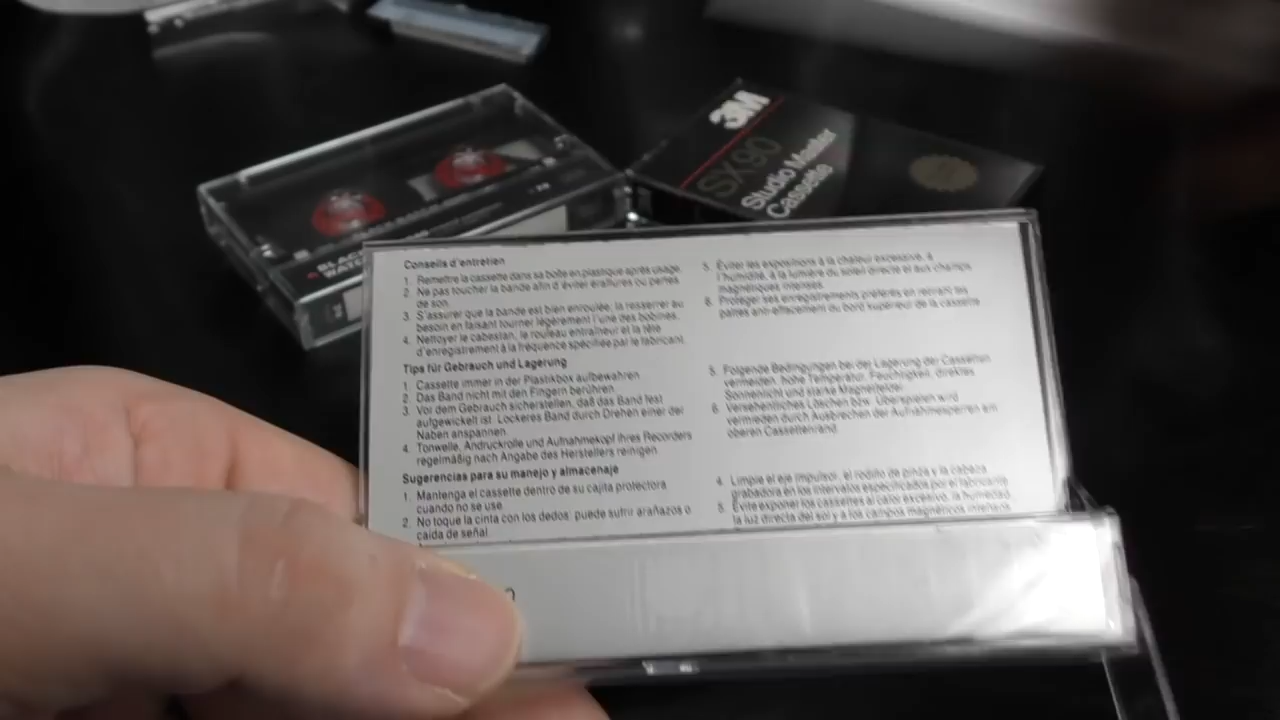 3M
SX90
Studio Master
Cassette
Conseils d'entretien
1. Remettre la cassette dans sa boîte en plastique après usage.
2. Ne pas toucher la bande afin d'éviter éraflures ou pertes
de son.
3. S'assurer que la bande est bien enroulée; la resserrer au
besoin en faisant tourner légèrement l'une des bobines.
4. Nettoyer le cabestan, le rouleau entraîneur et la tête
d'enregistrement à la fréquence spécifiée par le fabricant.
5. Éviter les expositions à la chaleur excessive, à
l'humidité, à la lumière du soleil directe et aux champs
magnétiques intenses.
6. Protéger ses enregistrements préférés en retirant les
pattes anti-effacement du bord supérieur de la cassette.
Tips für Gebrauch und Lagerung
1. Cassette immer in der Plastikbox aufbewahren.
2. Das Band nicht mit den Fingern berühren.
3. Vor dem Gebrauch sicherstellen, daß das Band fest
aufgewickelt ist. Lockeres Band durch Drehen einer der
Naben anspannen.
4. Tonwelle, Andruckrolle und Aufnahmekopf Ihres Recorders
regelmäßig nach Angabe des Herstellers reinigen.
5. Folgende Bedingungen bei der Lagerung der Cassetten
vermeiden: hohe Temperatur, Feuchtigkeit, direktes
Sonnenlicht und starke Magnetfelder.
6. Versehentliches Löschen bzw. Überspielen wird
vermieden durch Ausbrechen der Aufnahmesperren am
oberen Cassettenrand.
Sugerencias para su manejo y almacenaje
1. Mantenga el cassette dentro de su cajita protectora
cuando no se use.
2. No toque la cinta con los dedos; puede sufrir arañazos o
caída de señal.
4. Limpie el eje impulsor, el rodillo de pinza y la cabeza
grabadora en los intervalos especificados por el fabricante.
5. Evite exponer los cassettes al calor excesivo, la humedad,
la luz directa del sol y a los campos magnéticos intensos.